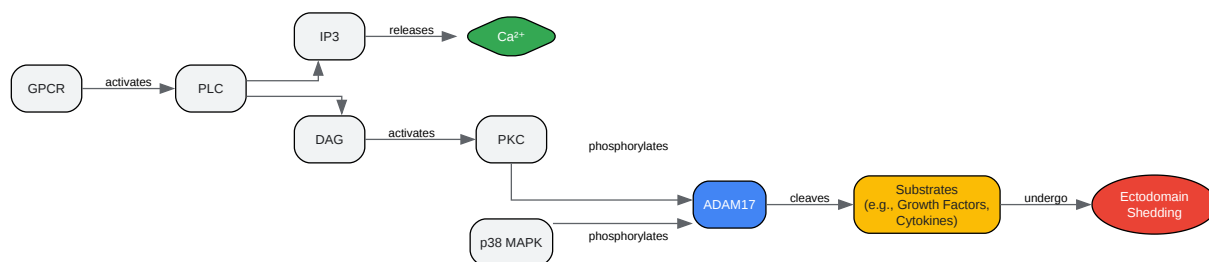 IP3
releases
Ca²⁺
GPCR
activates
PLC
DAG
activates
PKC
phosphorylates
ADAM17
cleaves
Substrates
(e.g., Growth Factors,
Cytokines)
undergo
Ectodomain
Shedding
p38 MAPK
phosphorylates